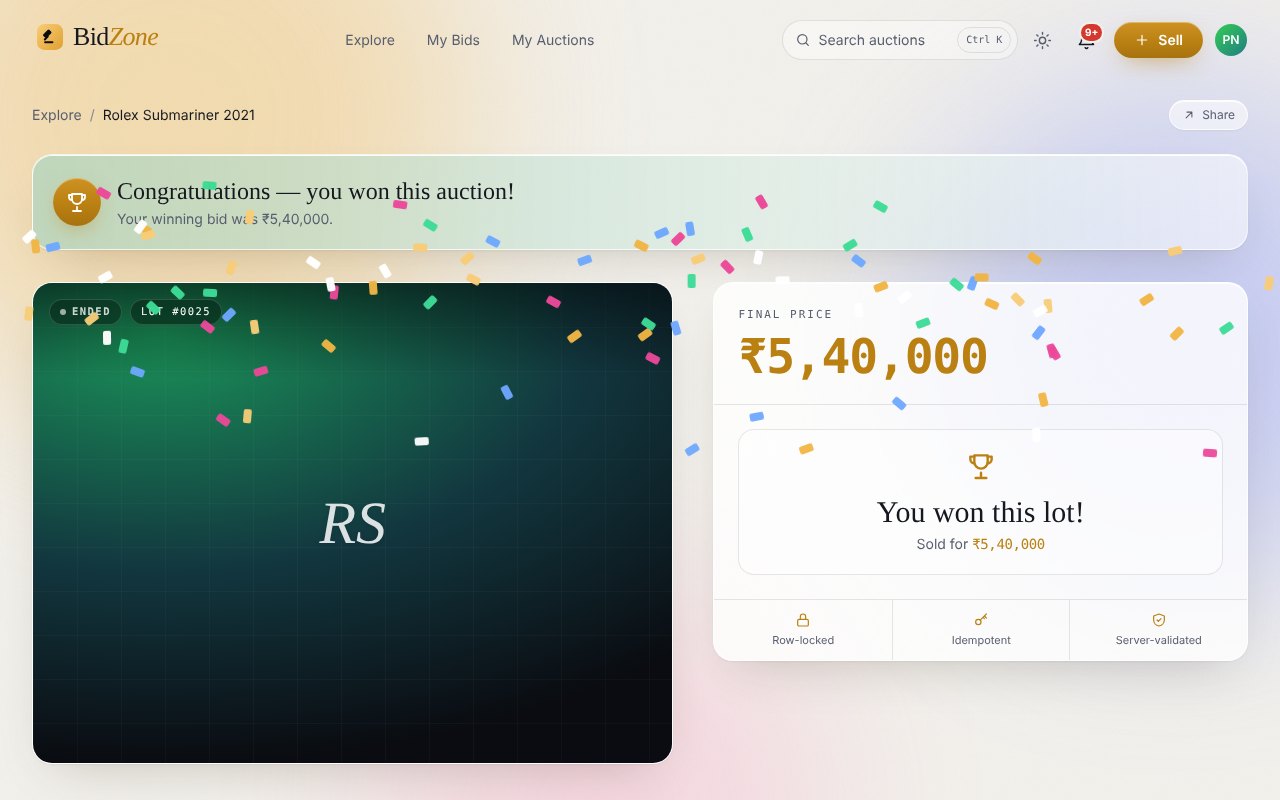 BidZone
Explore My Bids My Auctions
Search auctions Ctrl K
9+
Sell
PN
Explore / Rolex Submariner 2021
Share
Congratulations — you won this auction!
Your winning bid was ₹5,40,000.
ENDED
LOT #0025
RS
FINAL PRICE
₹5,40,000
You won this lot!
Sold for ₹5,40,000
Row-locked
Idempotent
Server-validated